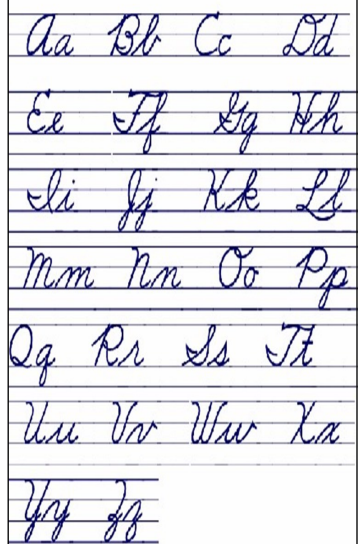 Aa Bb Cc Dd
Ee Ff Gg Hh
Ii Jj Kk Ll
Mm Nn Oo Pp
Qq Rr Ss Tt
Uu Vv Ww Xx
Yy Zz